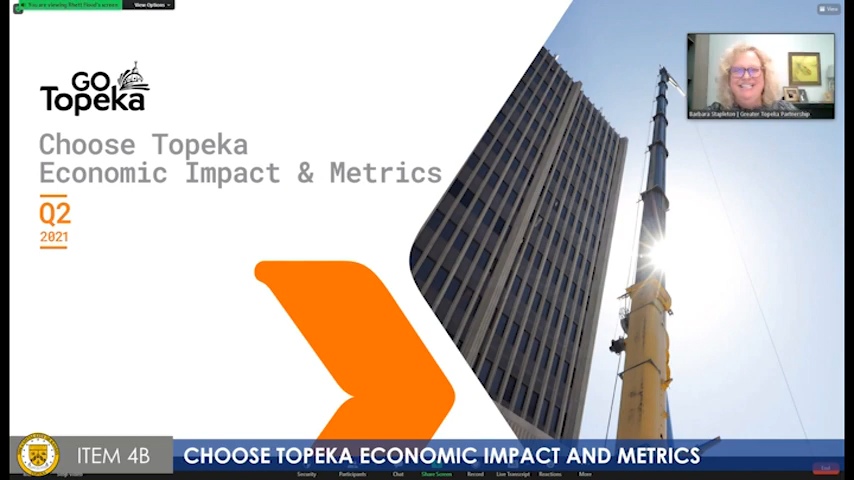 You are viewing Rhett Stoul's screen
View Options
View
GO
Topeka
Choose Topeka
Economic Impact & Metrics
Q2
2021
Barbara Stapleton | Greater Topeka Partnership
ITEM 4B
CHOOSE TOPEKA ECONOMIC IMPACT AND METRICS
Security Participants Chat Share Screen Record Live Transcript Reactions More
End